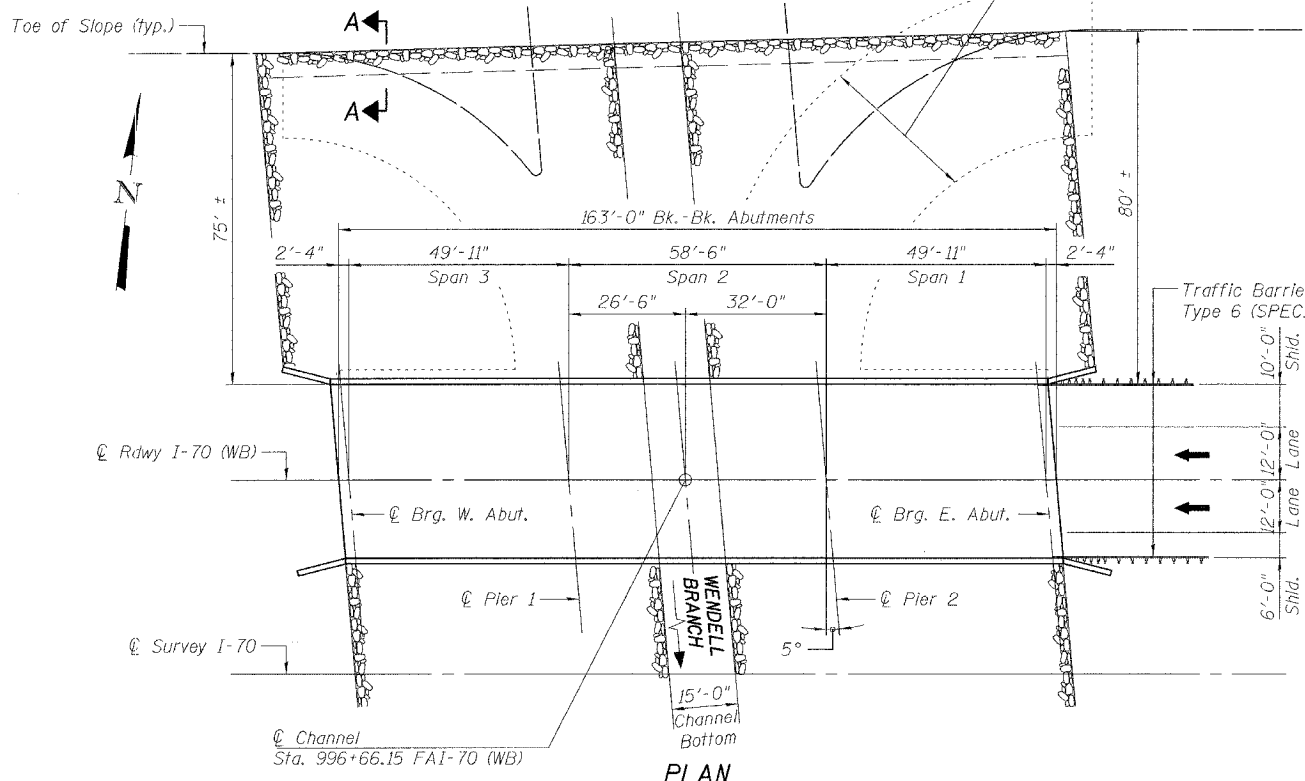 Toe of Slope (typ.)
A
A
N
75' ±
80' ±
163'-0" Bk.-Bk. Abutments
2'-4"
49'-11"
58'-6"
49'-11"
2'-4"
Span 3
Span 2
Span 1
26'-6"
32'-0"
Traffic Barrie
Type 6 (SPEC.
10'-0"
Shld.
℄ Rdwy I-70 (WB)
12'-0"
Lane
12'-0"
Lane
℄ Brg. W. Abut.
℄ Brg. E. Abut.
6'-0"
Shld.
℄ Pier 1
WENDELL
BRANCH
℄ Pier 2
5°
℄ Survey I-70
15'-0"
Channel
Bottom
℄ Channel
Sta. 996+66.15 FAI-70 (WB)
PLAN